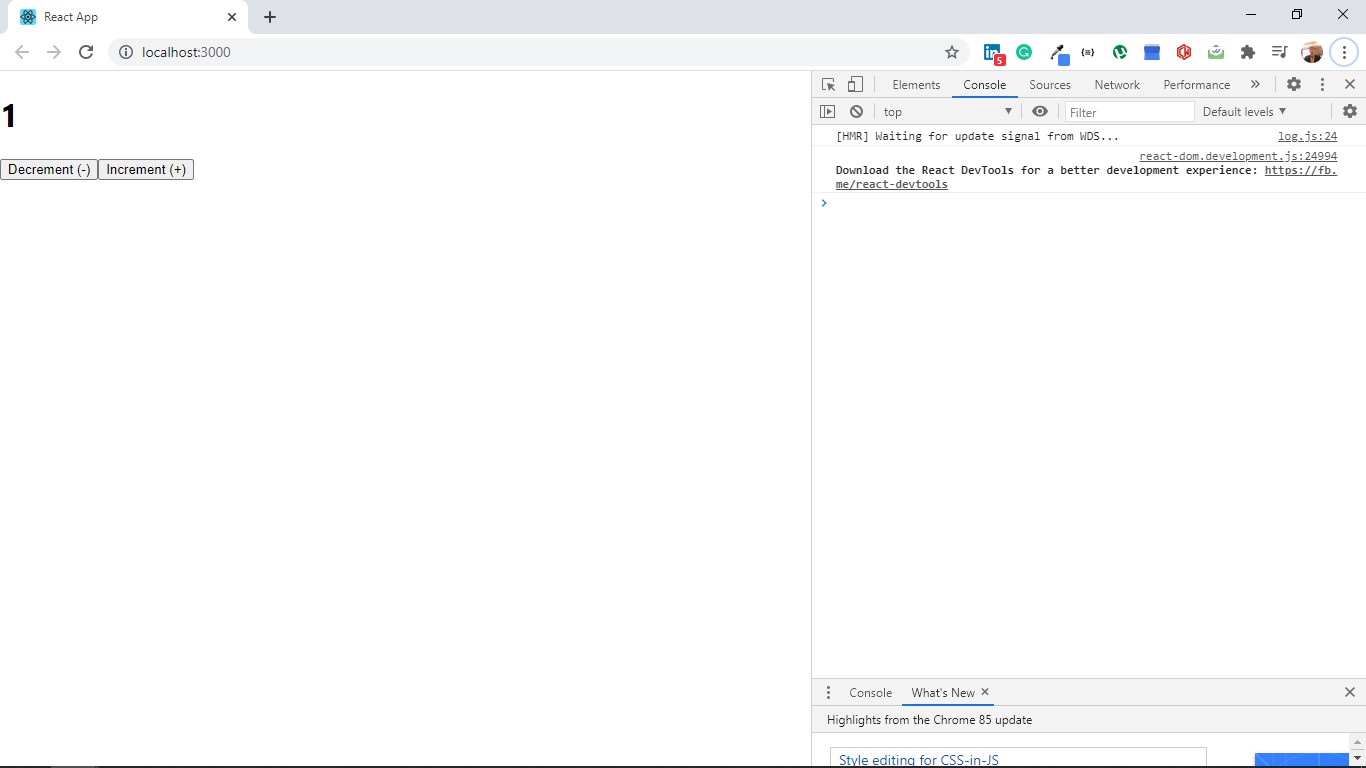 React App
localhost:3000
5
1
Decrement (-) Increment (+)
Elements Console Sources Network Performance
top Filter Default levels
[HMR] Waiting for update signal from WDS... log.js:24
react-dom.development.js:24994
Download the React DevTools for a better development experience: https://fb.
me/react-devtools
Console What's New
Highlights from the Chrome 85 update
Style editing for CSS-in-JS